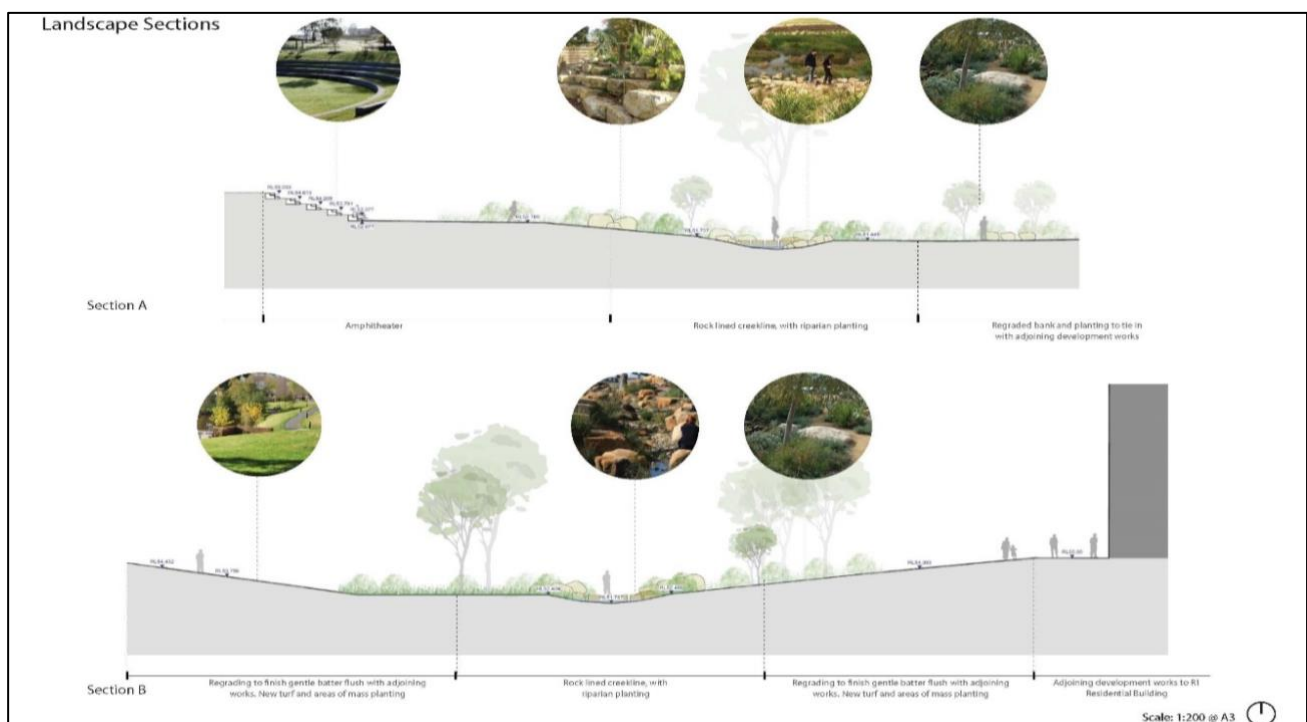 Landscape Sections
Section A
Amphitheater
Rock lined creekline, with riparian planting
Regraded bank and planting to tie in
with adjoining development works
Section B
Regrading to finish gentle batter flush with adjoining
works. New turf and areas of mass planting
Rock lined creekline, with
riparian planting
Regrading to finish gentle batter flush with adjoining
works. New turf and areas of mass planting
Adjoining development works to R1
Residential Building
Scale: 1:200 @ A3